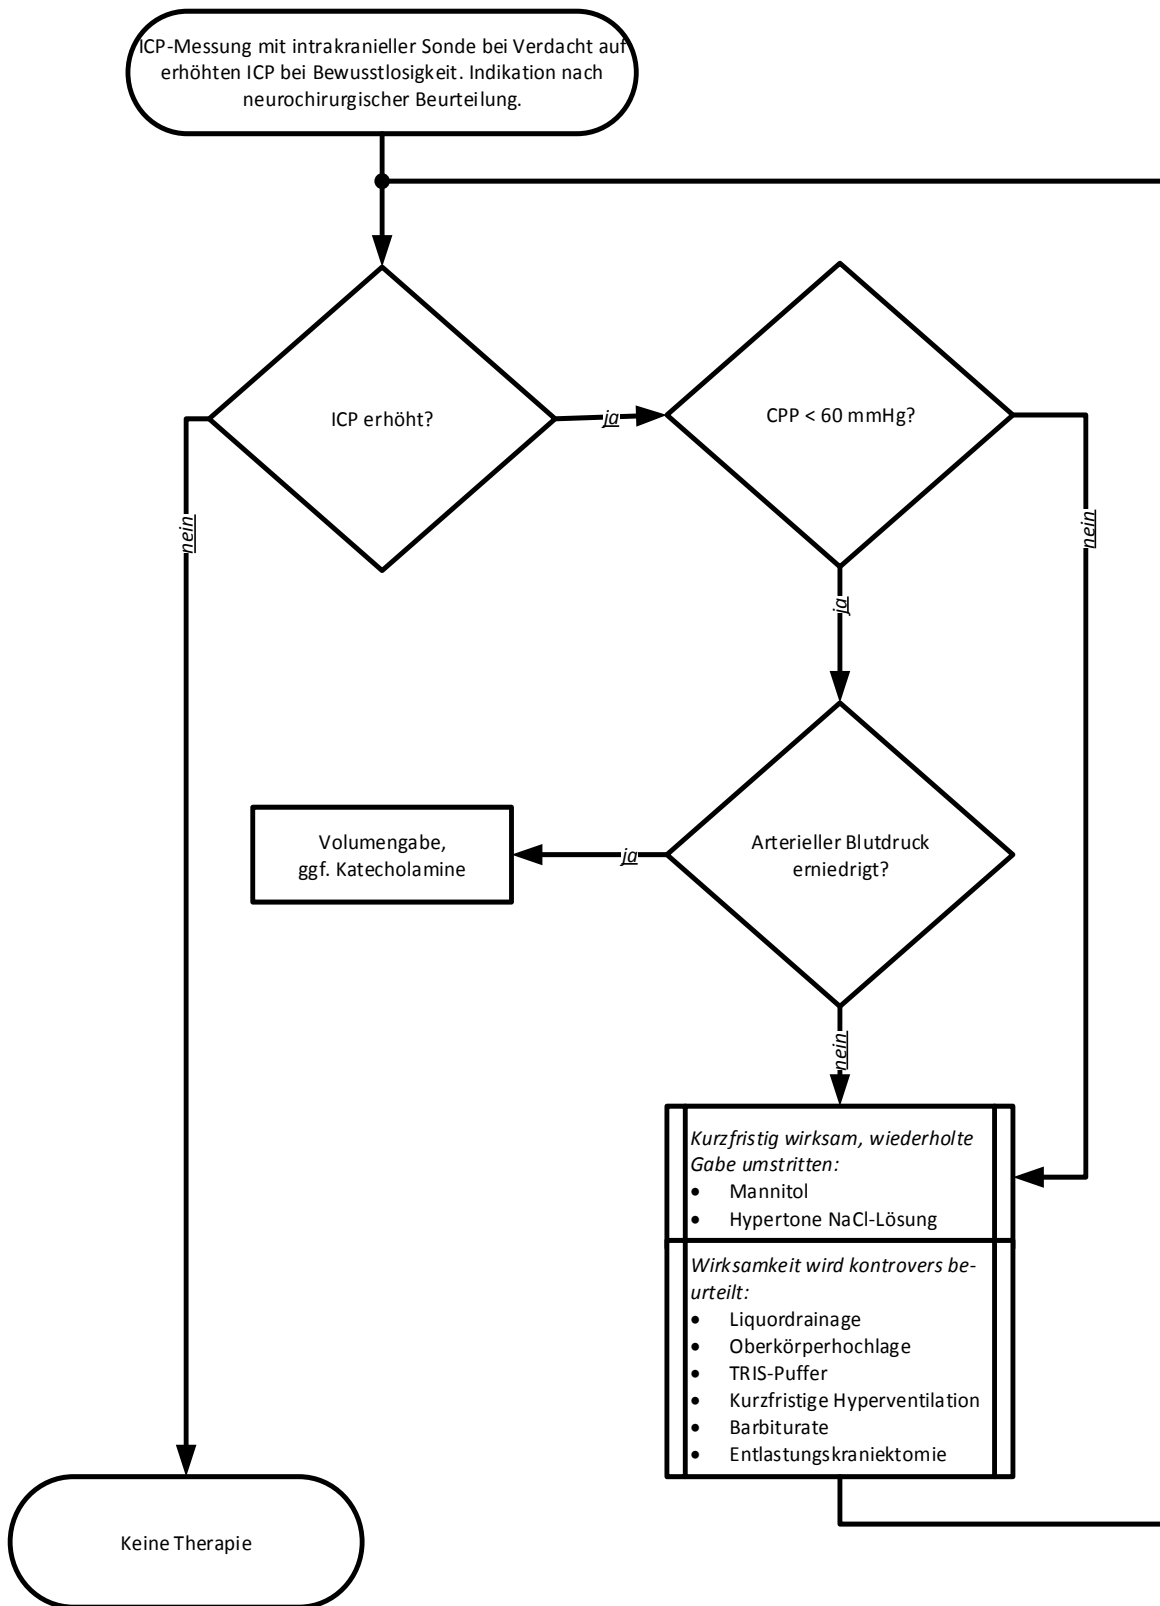 ICP-Messung mit intrakranieller Sonde bei Verdacht auf
erhöhten ICP bei Bewusstlosigkeit. Indikation nach
neurochirurgischer Beurteilung.
ICP erhöht?
ja
CPP < 60 mmHg?
nein
nein
ja
Arterieller Blutdruck
erniedrigt?
ja
Volumengabe,
ggf. Katecholamine
nein
Kurzfristig wirksam, wiederholte
Gabe umstritten:
• Mannitol
• Hypertone NaCl-Lösung
Wirksamkeit wird kontrovers be-
urteilt:
• Liquordrainage
• Oberkörperhochlage
• TRIS-Puffer
• Kurzfristige Hyperventilation
• Barbiturate
• Entlastungskraniektomie
Keine Therapie